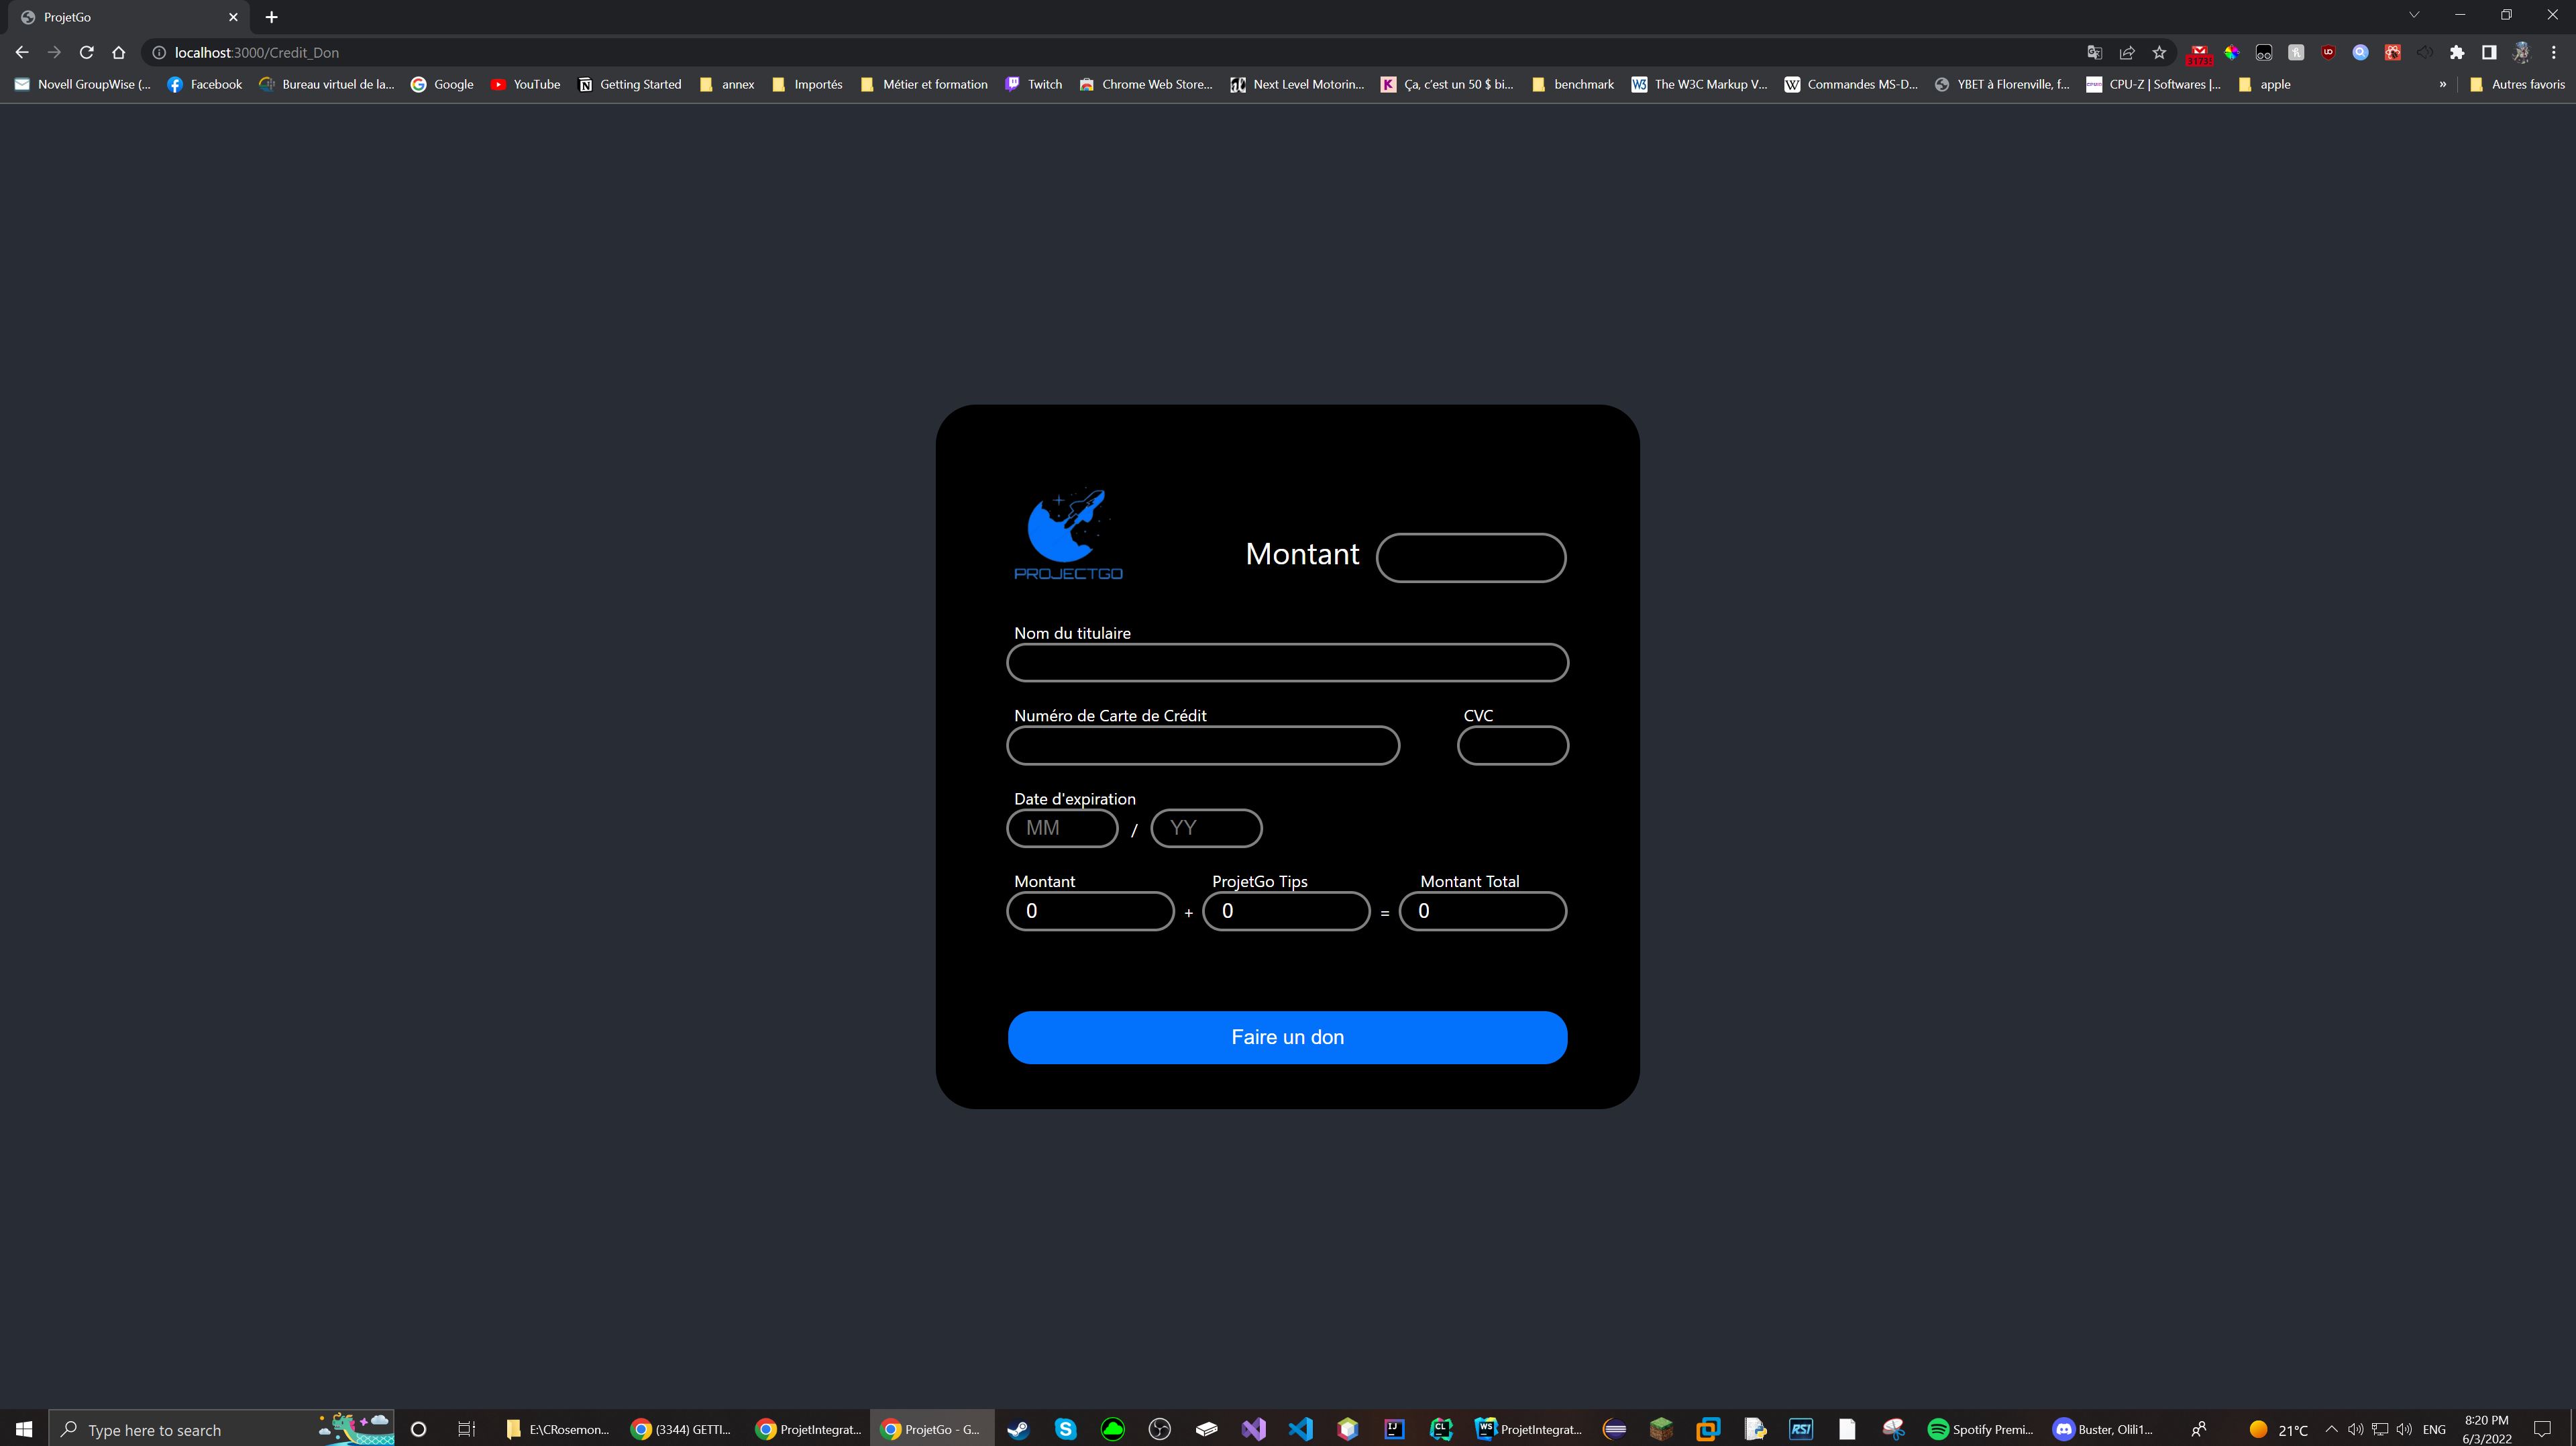 ProjetGo
localhost:3000/Credit_Don
3173!
Novell GroupWise (... Facebook Bureau virtuel de la... Google YouTube Getting Started annex Importés Métier et formation Twitch Chrome Web Store... Next Level Motorin... Ça, c'est un 50 $ bi... benchmark The W3C Markup V... Commandes MS-D... YBET à Florenville, f... CPU-Z | Softwares |... apple » Autres favoris
PROJECTGO
Montant
Nom du titulaire
Numéro de Carte de Crédit CVC
Date d'expiration
MM / YY
Montant ProjetGo Tips Montant Total
0 + 0 = 0
Faire un don
Type here to search E:\CRosemon... (3344) GETTI... ProjetIntegrat... ProjetGo - G... ProjetIntegrat... RSI Spotify Premi... Buster, Olili1... 21°C ENG 8:20 PM
6/3/2022